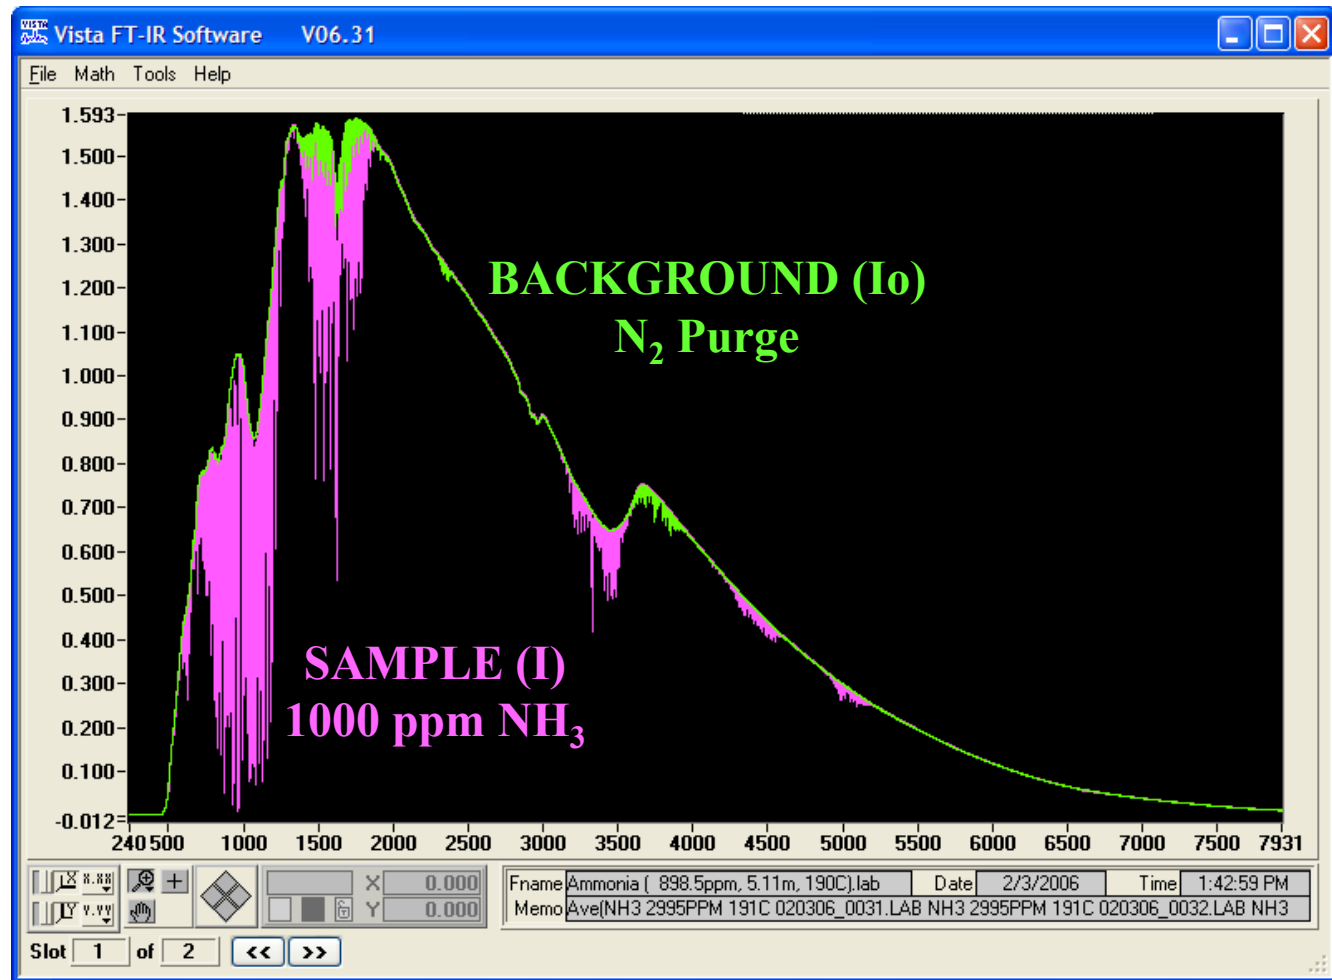 VISTA
Vista FT-IR Software V06.31
File Math Tools Help
1.593
1.500
1.400
1.300
1.200
1.100
1.000
0.900
0.800
0.700
0.600
0.500
0.400
0.300
0.200
0.100
-0.012
BACKGROUND (Io)
N₂ Purge
SAMPLE (I)
1000 ppm NH₃
240 500 1000 1500 2000 2500 3000 3500 4000 4500 5000 5500 6000 6500 7000 7500 7931
X 8.88
Y Y.YY
X 0.000
Y 0.000
Fname Ammonia ( 898.5ppm, 5.11m, 190C).lab Date 2/3/2006 Time 1:42:59 PM
Memo Ave(NH3 2995PPM 191C 020306_0031.LAB NH3 2995PPM 191C 020306_0032.LAB NH3
Slot 1 of 2 << >>